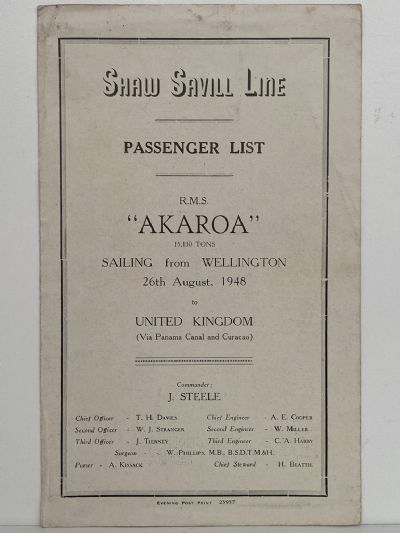 SHAW SAVILL LINE
PASSENGER LIST
R.M.S.
"AKAROA"
15,130 TONS
SAILING from WELLINGTON
26th August, 1948
to
UNITED KINGDOM
(Via Panama Canal and Curacao)
Commander:
J. STEELE
Chief Officer - T. H. DAVIES Chief Engineer - A. E. COOPER
Second Officer - W. J. STRANGER Second Engineer - W. MILLER
Third Officer - J. TIERNEY Third Engineer - C. A. HARBY
Surgeon - - W. PHILLIPS, M.B., B.S.D.T.M.&H.
Purser - A. KISSACK Chief Steward - H. BEATTIE
EVENING POST PRINT 25957